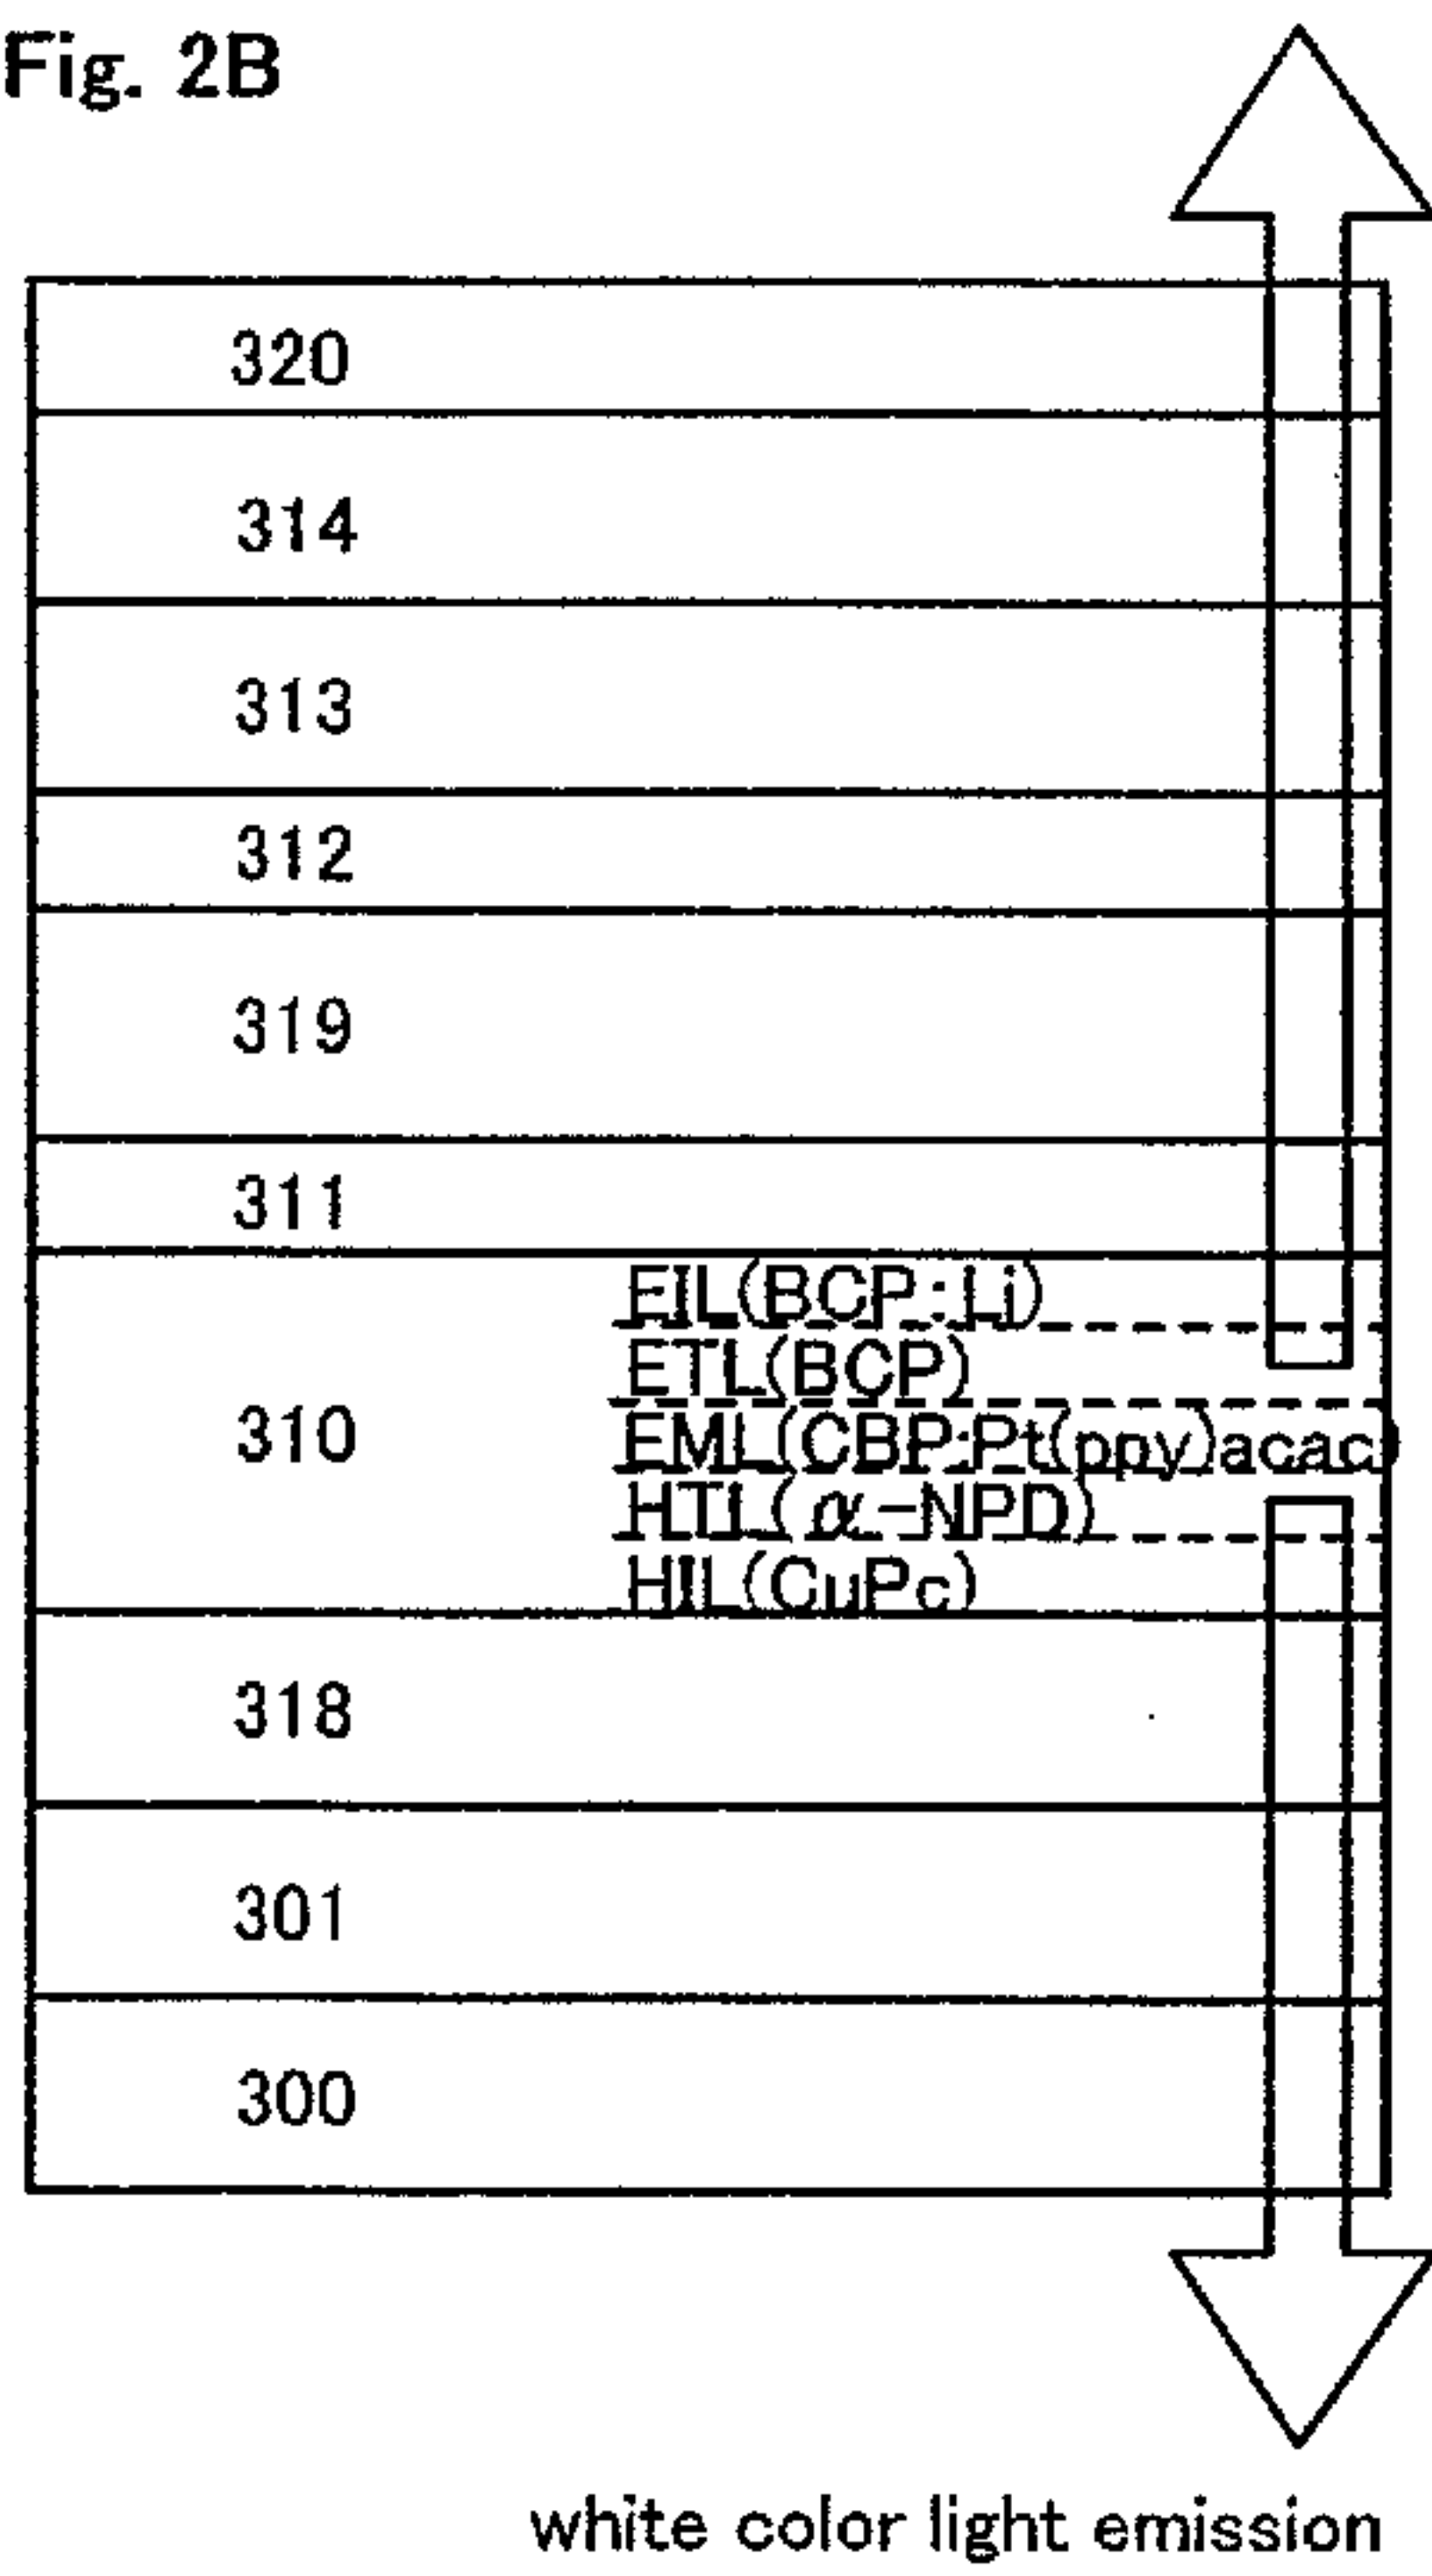 Fig. 2B
320
314
313
312
319
311
EIL(BCP:Li)
ETL(BCP)
310
EML(CBP:Pt(ppy)acac)
HTL(α-NPD)
HIL(CuPc)
318
301
300
white color light emission